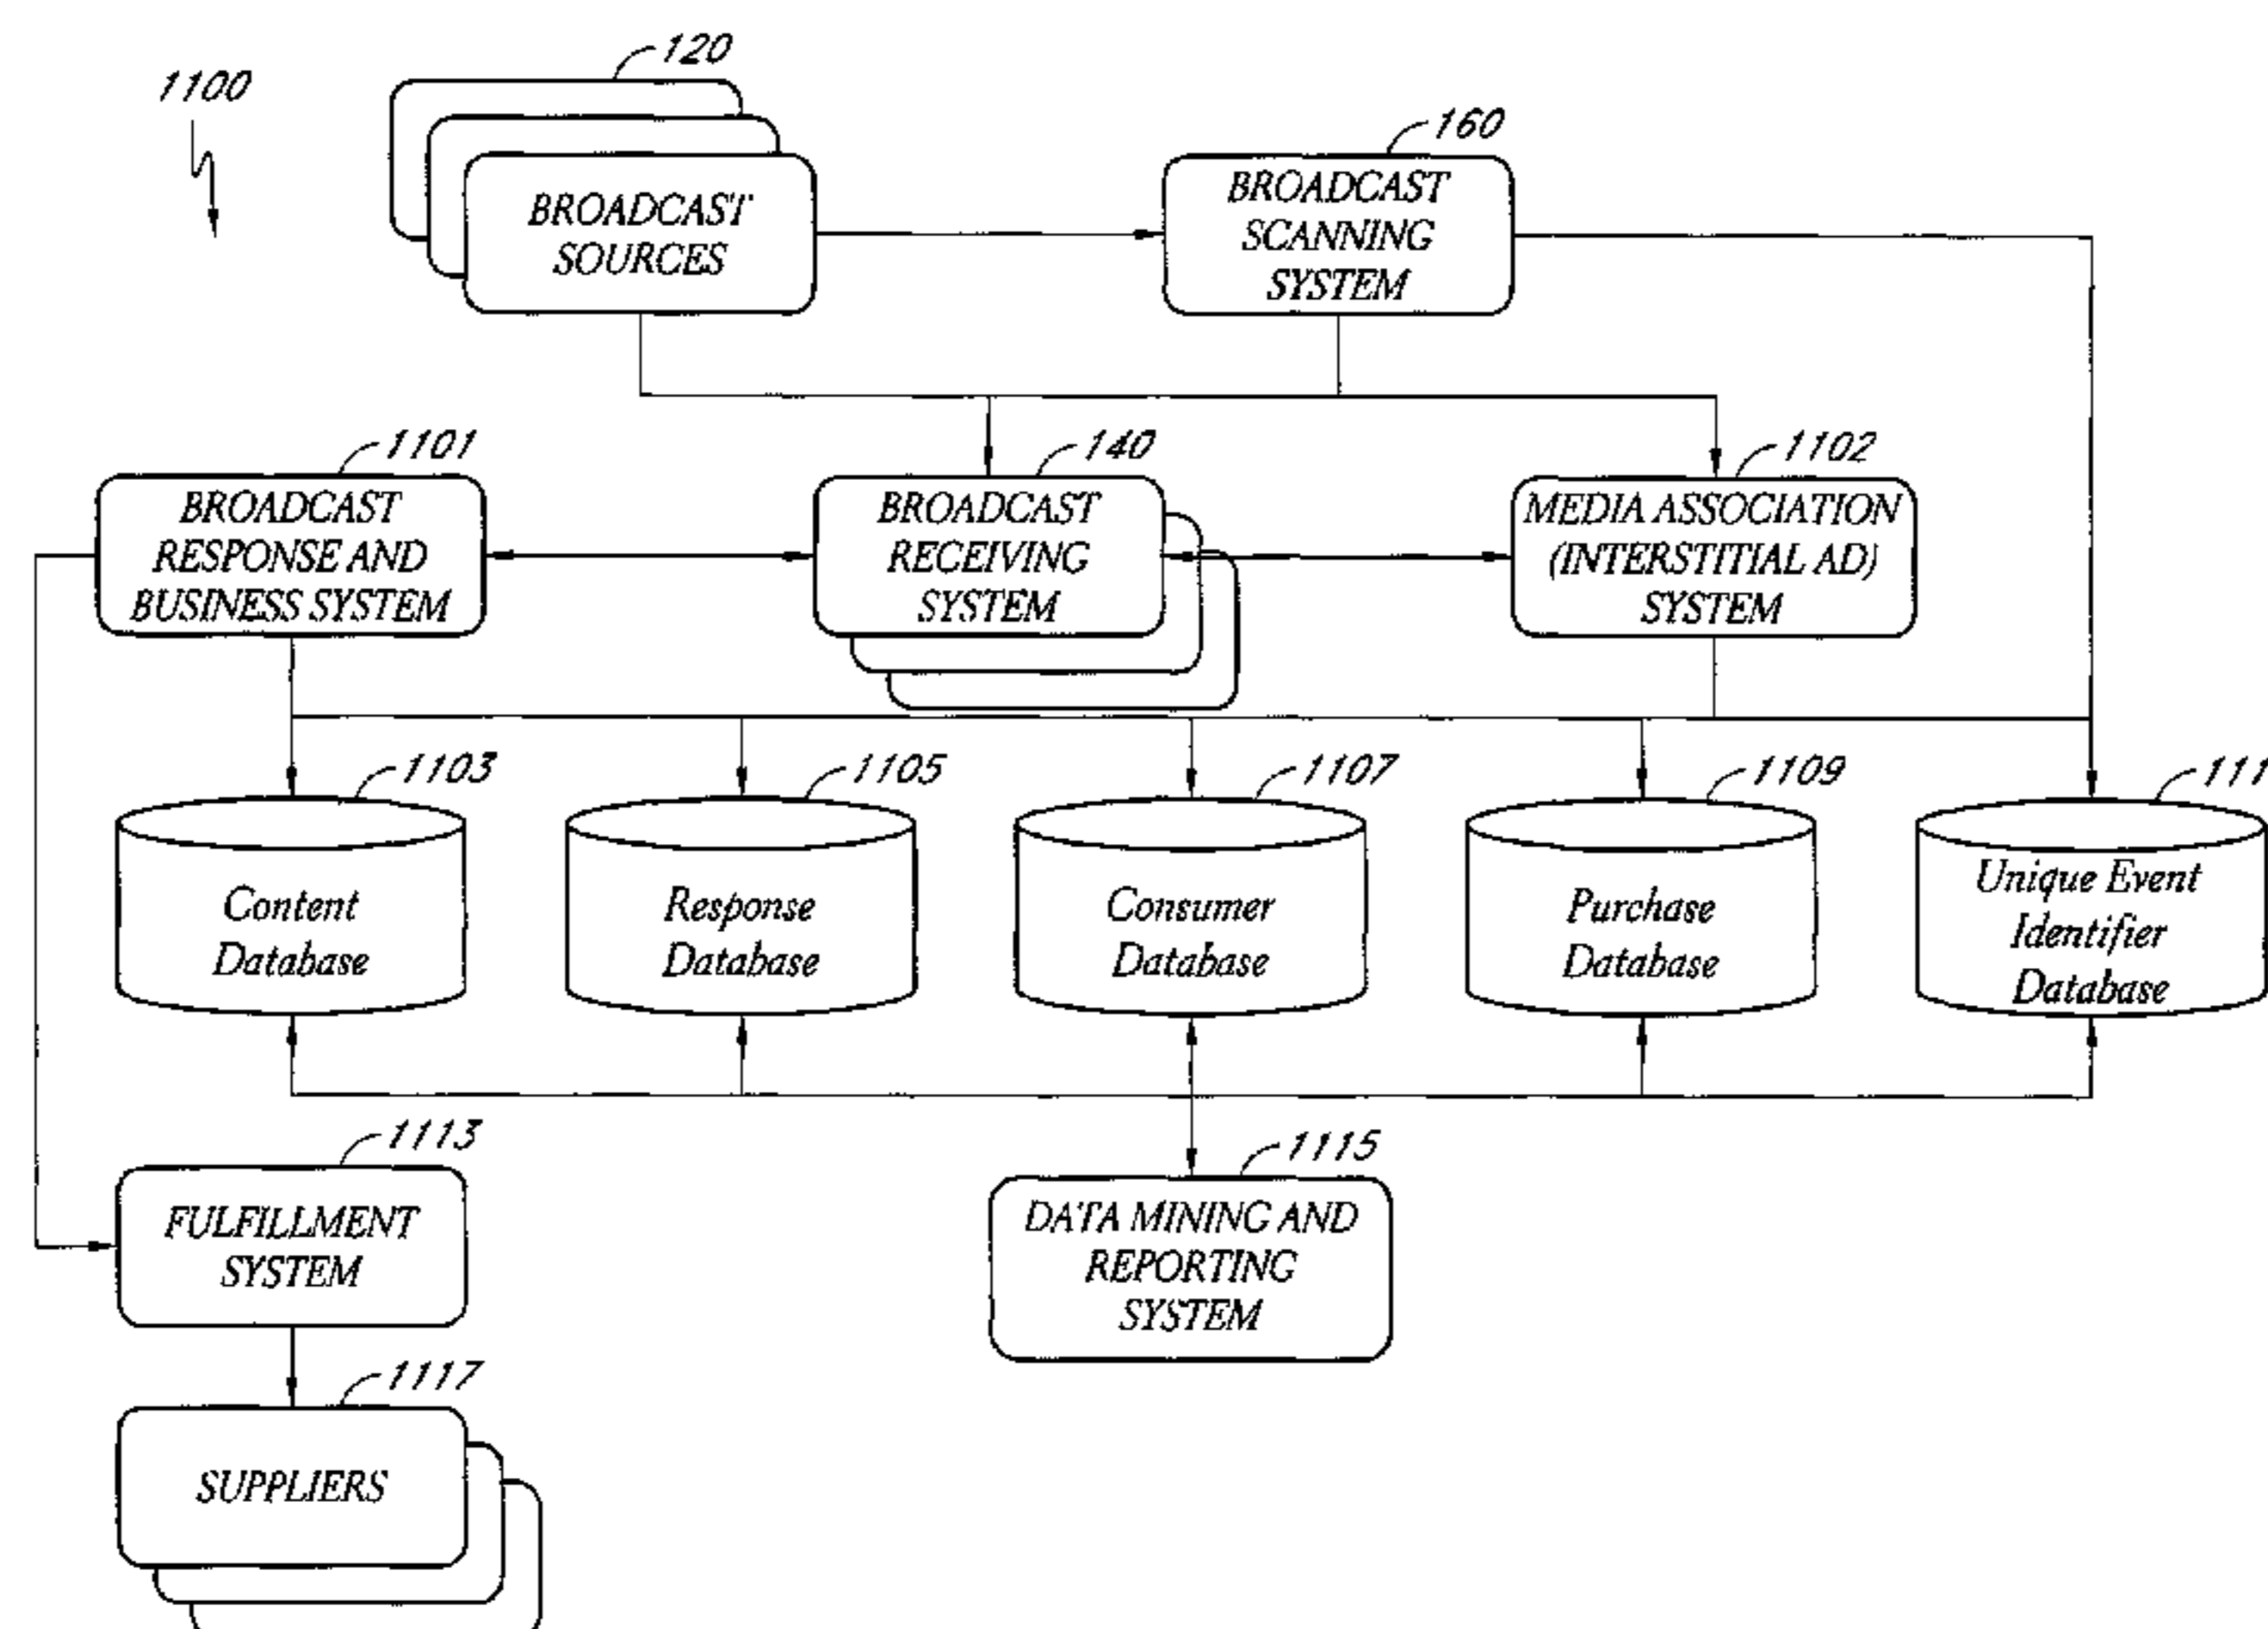 120
1100
160
BROADCAST
SOURCES
BROADCAST
SCANNING
SYSTEM
1101
140
1102
BROADCAST
RESPONSE AND
BUSINESS SYSTEM
BROADCAST
RECEIVING
SYSTEM
MEDIA ASSOCIATION
(INTERSTITIAL AD)
SYSTEM
1103
1105
1107
1109
111
Content
Database
Response
Database
Consumer
Database
Purchase
Database
Unique Event
Identifier
Database
1113
1115
FULFILLMENT
SYSTEM
DATA MINING AND
REPORTING
SYSTEM
1117
SUPPLIERS